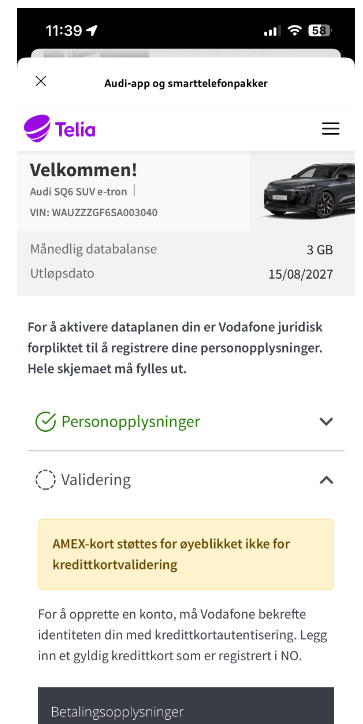 11:39
58
Audi-app og smarttelefonpakker
Telia
Velkommen!
Audi SQ6 SUV e-tron
VIN: WAUZZZGF6SA003040
Månedlig databalanse 3 GB
Utløpsdato 15/08/2027
For å aktivere dataplanen din er Vodafone juridisk
forpliktet til å registrere dine personopplysninger.
Hele skjemaet må fylles ut.
Personopplysninger
Validering
AMEX-kort støttes for øyeblikket ikke for
kredittkortvalidering
For å opprette en konto, må Vodafone bekrefte
identiteten din med kredittkortautentisering. Legg
inn et gyldig kredittkort som er registrert i NO.
Betalingsopplysninger